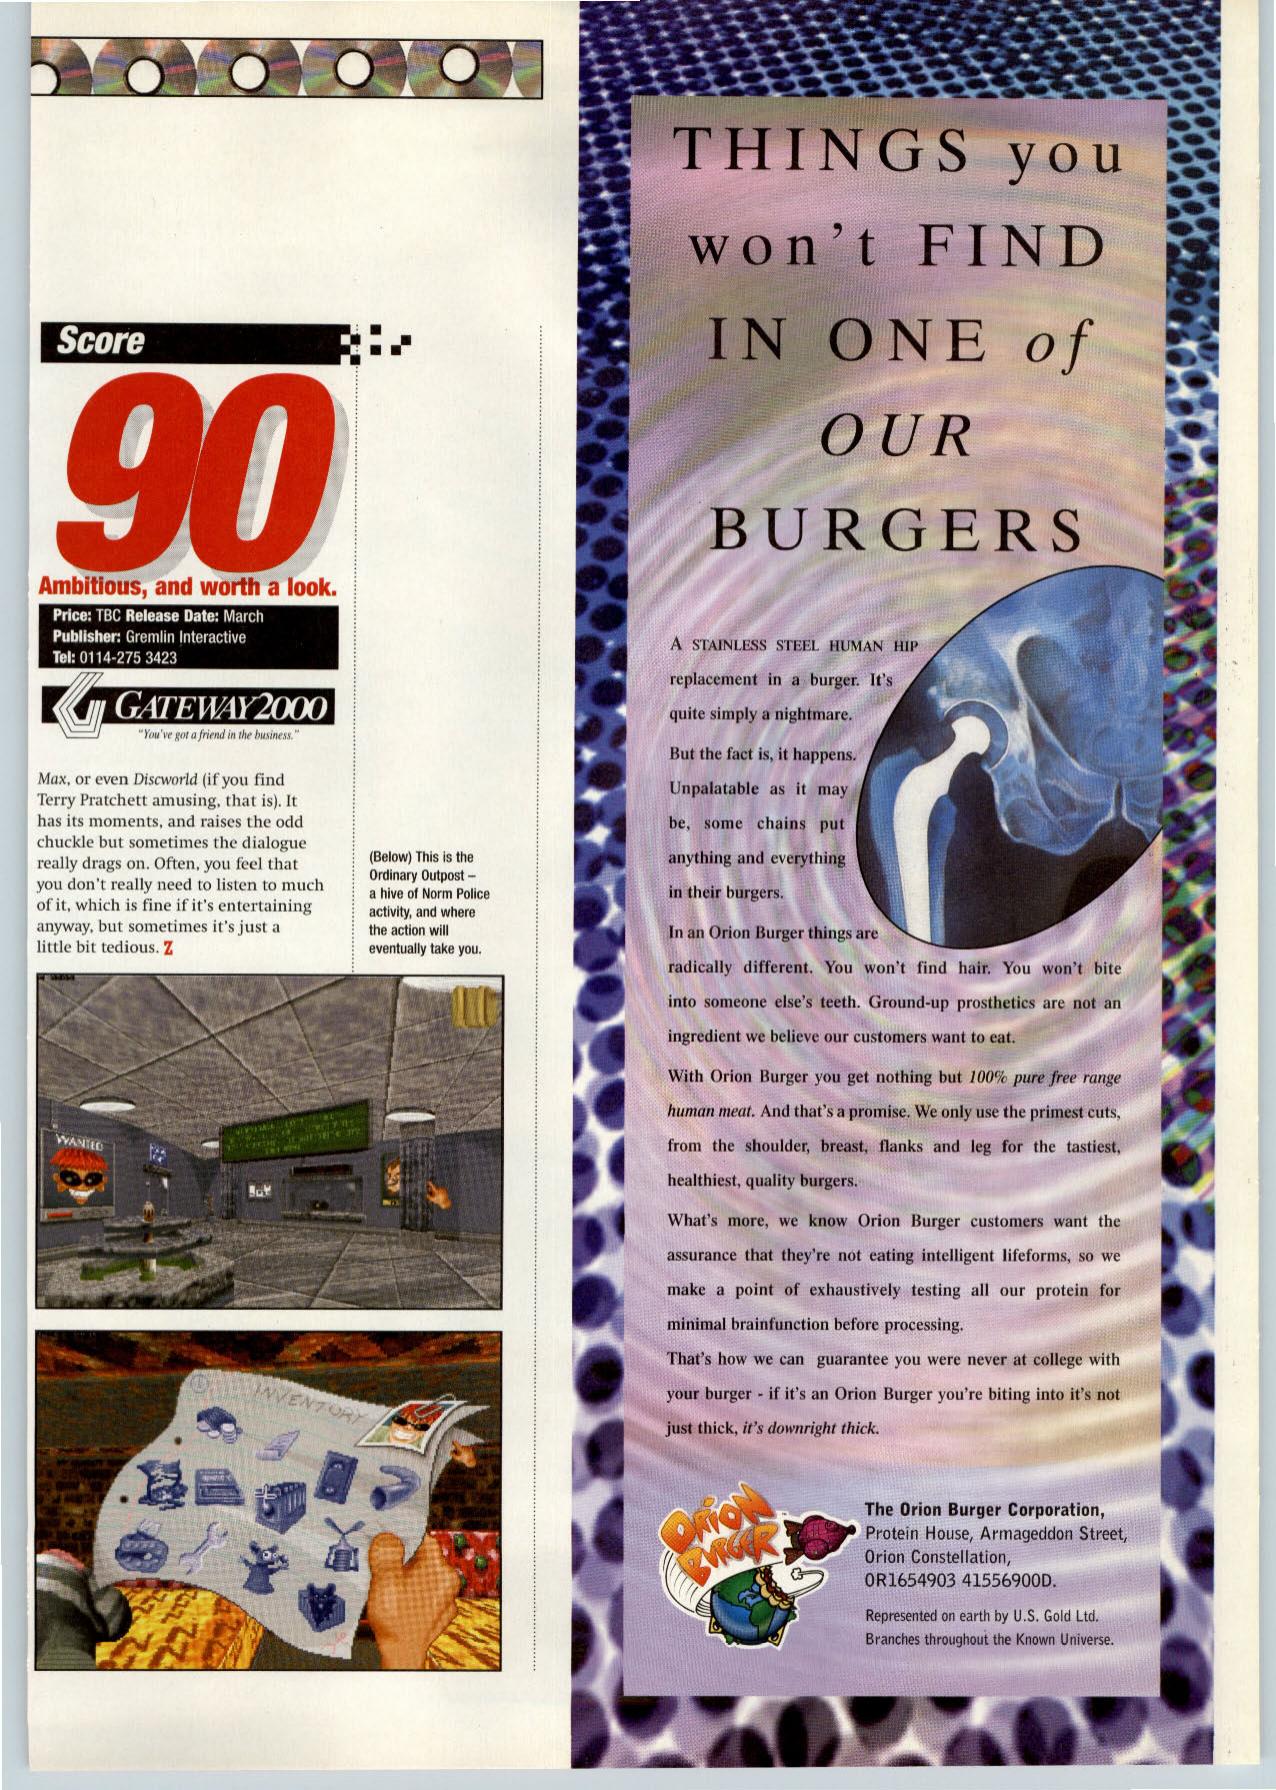 Score
90
Ambitious, and worth a look.
Price: TBC Release Date: March
Publisher: Gremlin Interactive
Tel: 0114-275 3423
GATEWAY2000
"You've got a friend in the business."
Max, or even Discworld (if you find
Terry Pratchett amusing, that is). It
has its moments, and raises the odd
chuckle but sometimes the dialogue
really drags on. Often, you feel that
you don't really need to listen to much
of it, which is fine if it's entertaining
anyway, but sometimes it's just a
little bit tedious. Z
(Below) This is the
Ordinary Outpost –
a hive of Norm Police
activity, and where
the action will
eventually take you.
WANTED
INVENTORY
THINGS you
won't FIND
IN ONE of
OUR
BURGERS
A STAINLESS STEEL HUMAN HIP
replacement in a burger. It's
quite simply a nightmare.
But the fact is, it happens.
Unpalatable as it may
be, some chains put
anything and everything
in their burgers.
In an Orion Burger things are
radically different. You won't find hair. You won't bite
into someone else's teeth. Ground-up prosthetics are not an
ingredient we believe our customers want to eat.
With Orion Burger you get nothing but 100% pure free range
human meat. And that's a promise. We only use the primest cuts,
from the shoulder, breast, flanks and leg for the tastiest,
healthiest, quality burgers.
What's more, we know Orion Burger customers want the
assurance that they're not eating intelligent lifeforms, so we
make a point of exhaustively testing all our protein for
minimal brainfunction before processing.
That's how we can guarantee you were never at college with
your burger - if it's an Orion Burger you're biting into it's not
just thick, it's downright thick.
ORION
BURGER
The Orion Burger Corporation,
Protein House, Armageddon Street,
Orion Constellation,
OR1654903 41556900D.
Represented on earth by U.S. Gold Ltd.
Branches throughout the Known Universe.